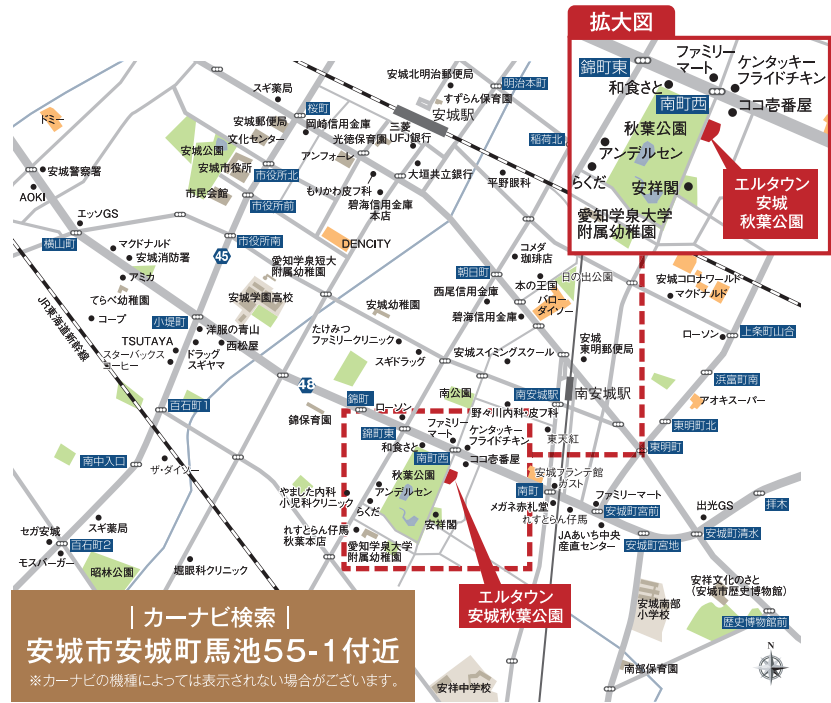 拡大図
ファミリー
マート
ケンタッキー
フライドチキン
錦町東
和食さと
南町西
ココ壱番屋
秋葉公園
アンデルセン
らくだ
安祥閣
愛知学泉大学
附属幼稚園
エルタウン
安城
秋葉公園
安城北明治郵便局
明治本町
すずらん保育園
スギ薬局
桜町
安城駅
ドミー
安城郵便局
岡崎信用金庫
文化センター
光徳保育園
三菱
UFJ銀行
稲荷北
安城公園
アンフォーレ
安城警察署
安城市役所
市役所北
大垣共立銀行
平野眼科
AOKI
市民会館
もりかわ皮フ科
碧海信用金庫
本店
市役所前
エッソGS
横山町
マクドナルド
市役所南
DENCITY
安城消防署
45
愛知学泉短大
附属幼稚園
コメダ
珈琲店
アミカ
朝日町
日の出公園
安城コロナワールド
本の王国
マクドナルド
てらべ幼稚園
安城学園高校
西尾信用金庫
バロー
ダイソー
安城幼稚園
コープ
小堤町
碧海信用金庫
JR東海道新幹線
洋服の青山
たけみつ
ファミリークリニック
ローソン
上条町山合
TSUTAYA
西松屋
安城
東明郵便局
スターバックス
コーヒー
ドラッグ
スギヤマ
スギドラッグ
安城スイミングスクール
48
浜富町南
錦町
南公園
南安城駅
南安城駅
アオキスーパー
百石町1
錦保育園
ローソン
野々川内科・皮フ科
錦町東
ファミリー
マート
ケンタッキー
フライドチキン
東明町北
東天紅
東明町
和食さと
南町西
南中入口
ココ壱番屋
ザ・ダイソー
秋葉公園
安城アランテ館
ガスト
やました内科
小児科クリニック
アンデルセン
南町
ファミリーマート
拝木
らくだ
メガネ赤札堂
安城町宮前
出光GS
スギ薬局
安祥閣
れすとらん仔馬
セガ安城
れすとらん仔馬
秋葉本店
JAあいち中央
産直センター
安城町清水
百石町2
愛知学泉大学
附属幼稚園
安城町宮地
モスバーガー
堀眼科クリニック
昭林公園
安祥文化のさと
(安城市歴史博物館)
エルタウン
安城秋葉公園
安城南部
小学校
歴史博物館前
|カーナビ検索|
安城市安城町馬池55-1付近
※カーナビの機種によっては表示されない場合がございます。
N
南部保育園
安祥中学校